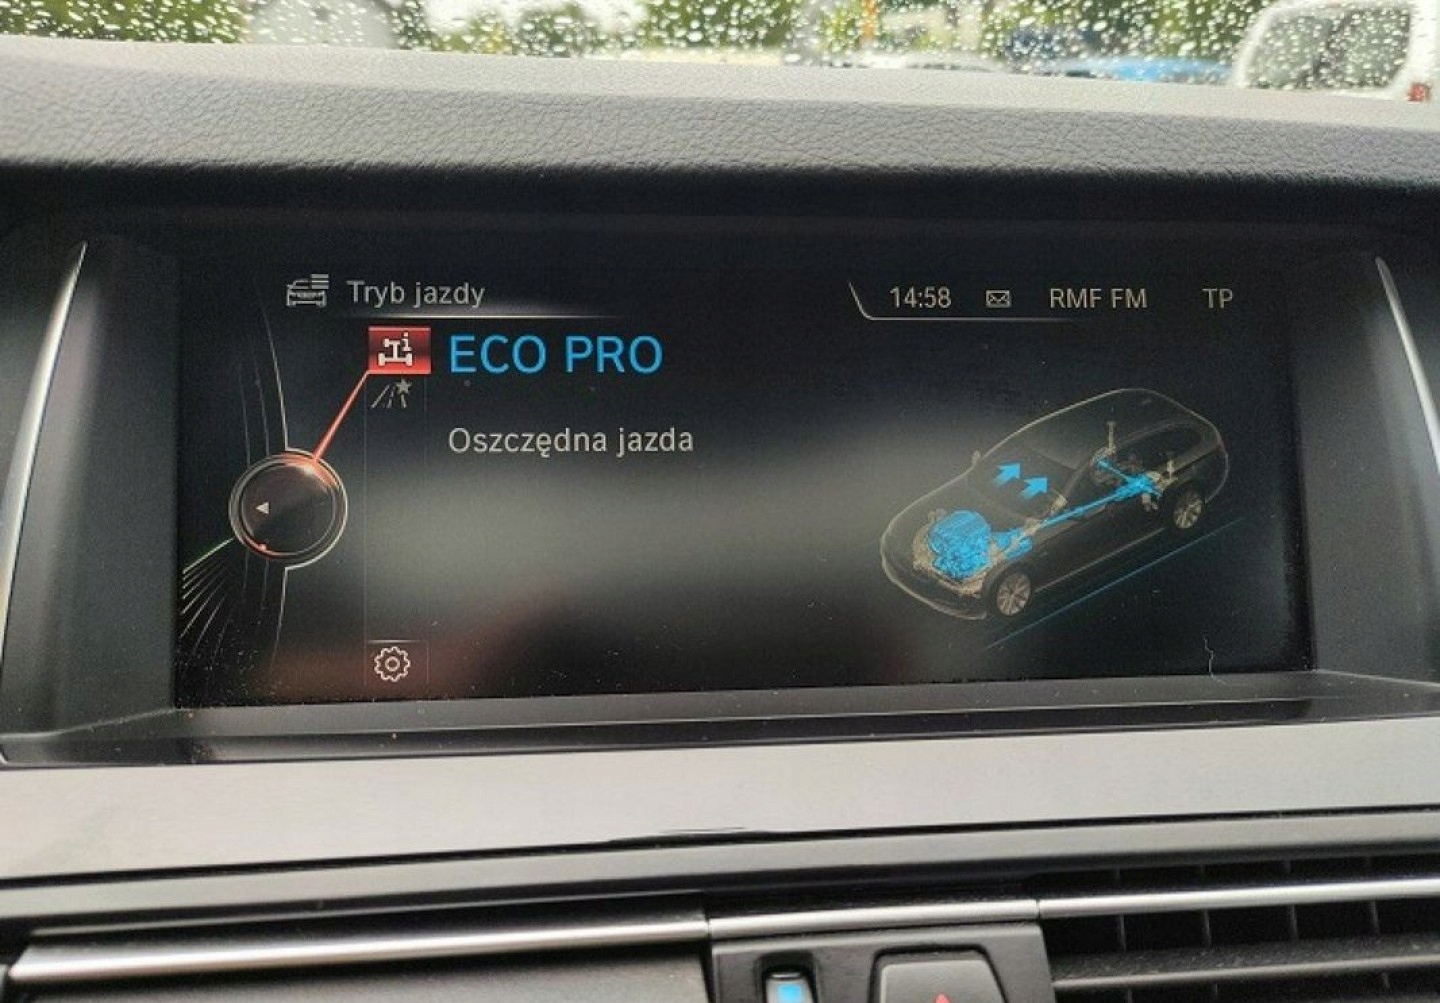 Tryb jazdy
14:58 RMF FM TP
ECO PRO
Oszczędna jazda